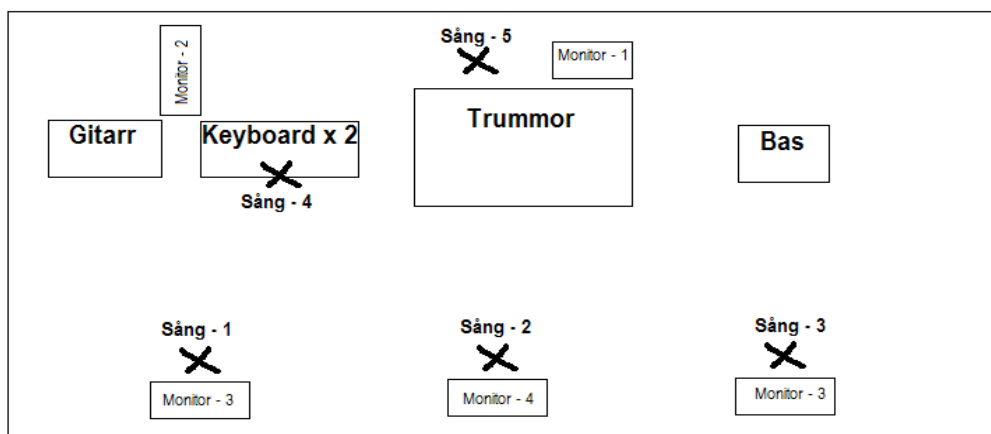 Sång - 5
Monitor - 2
Monitor - 1
Gitarr
Keyboard x 2
Trummor
Bas
Sång - 4
Sång - 1
Sång - 2
Sång - 3
Monitor - 3
Monitor - 4
Monitor - 3